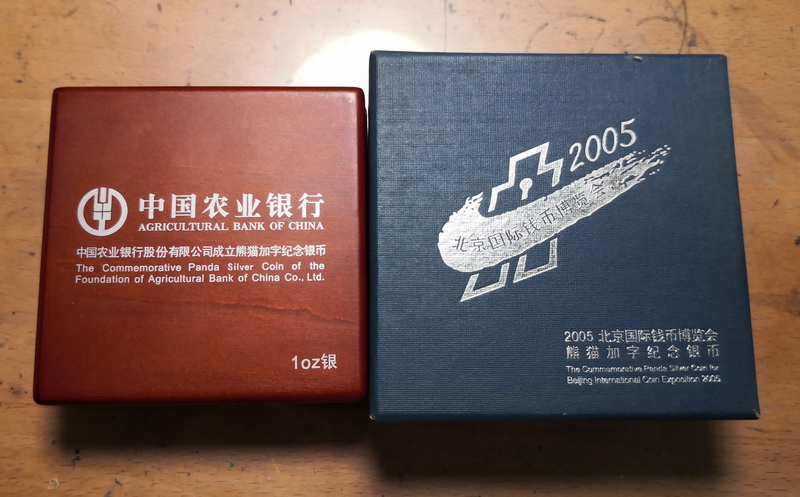 中国农业银行
AGRICULTURAL BANK OF CHINA
中国农业银行股份有限公司成立熊猫加字纪念银币
The Commemorative Panda Silver Coin of the
Foundation of Agricultural Bank of China Co., Ltd.
1oz银
2005
北京国际钱币博览会
2005 北京国际钱币博览会
熊猫加字纪念银币
The Commemorative Panda Silver Coin for
Beijing International Coin Exposition 2005